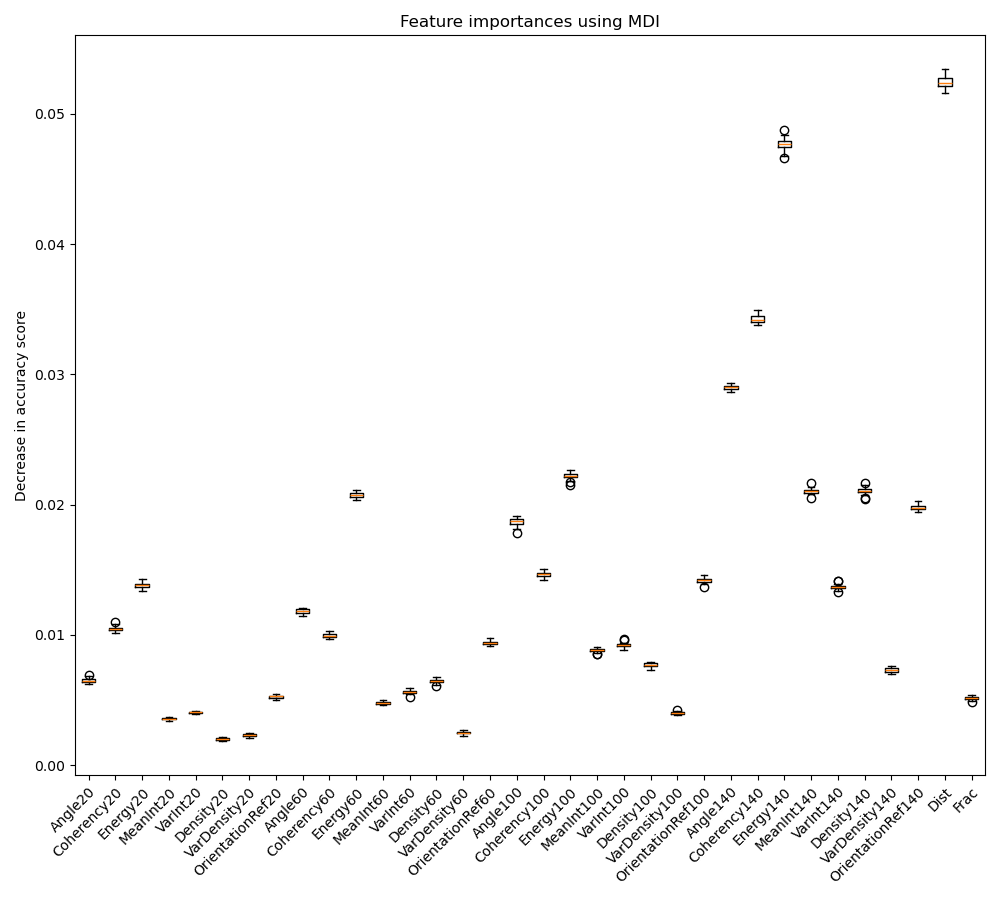 Feature importances using MDI
Decrease in accuracy score
0.05
0.04
0.03
0.02
0.01
0.00
Angle20
Coherency20
Energy20
MeanInt20
VarInt20
Density20
VarDensity20
OrientationRef20
Angle60
Coherency60
Energy60
MeanInt60
VarInt60
Density60
VarDensity60
OrientationRef60
Angle100
Coherency100
Energy100
MeanInt100
VarInt100
Density100
VarDensity100
OrientationRef100
Angle140
Coherency140
Energy140
MeanInt140
VarInt140
Density140
VarDensity140
OrientationRef140
Dist
Frac